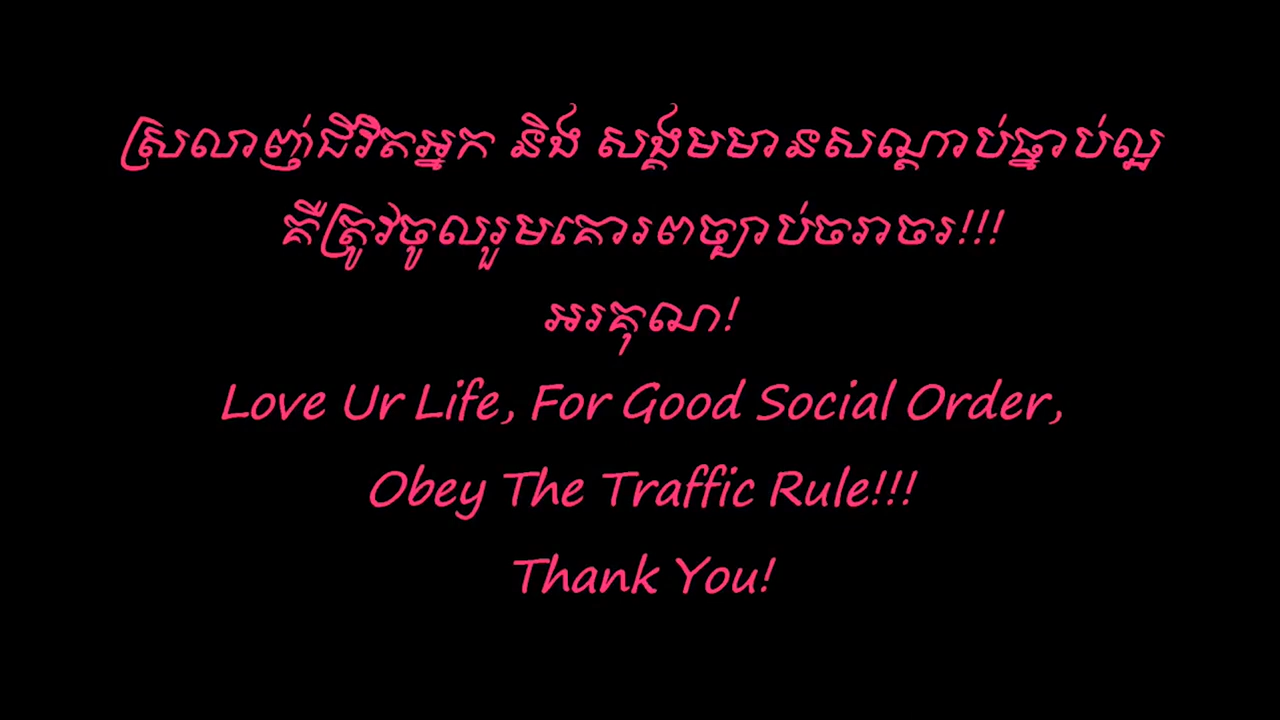 ស្រលាញ់ជីវិតអ្នក និង សង្គមមានសណ្ដាប់ធ្នាប់ល្អ
គឺត្រូវចូលរួមគោរពច្បាប់ចរាចរ!!!
អរគុណ!
Love Ur Life, For Good Social Order,
Obey The Traffic Rule!!!
Thank You!